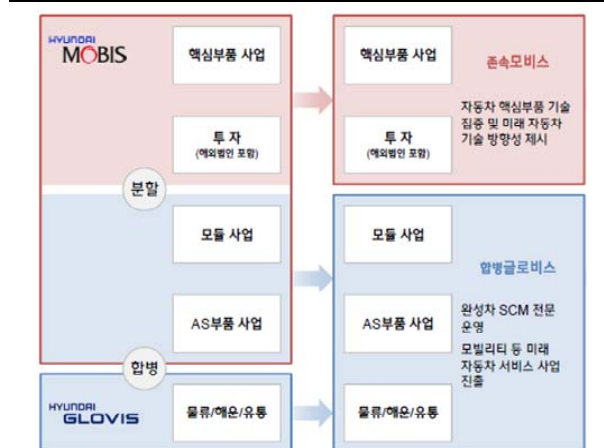 HYUNDAI
MOBIS
핵심부품 사업
투 자
(해외법인 포함)
분할
모듈 사업
AS부품 사업
합병
HYUNDAI
GLOVIS
물류/해운/유통
핵심부품 사업
투 자
(해외법인 포함)
존속모비스
자동차 핵심부품 기술
집중 및 미래 자동차
기술 방향성 제시
모듈 사업
AS부품 사업
물류/해운/유통
합병글로비스
완성차 SCM 전문
운영
모빌리티 등 미래
자동차 서비스 사업
진출